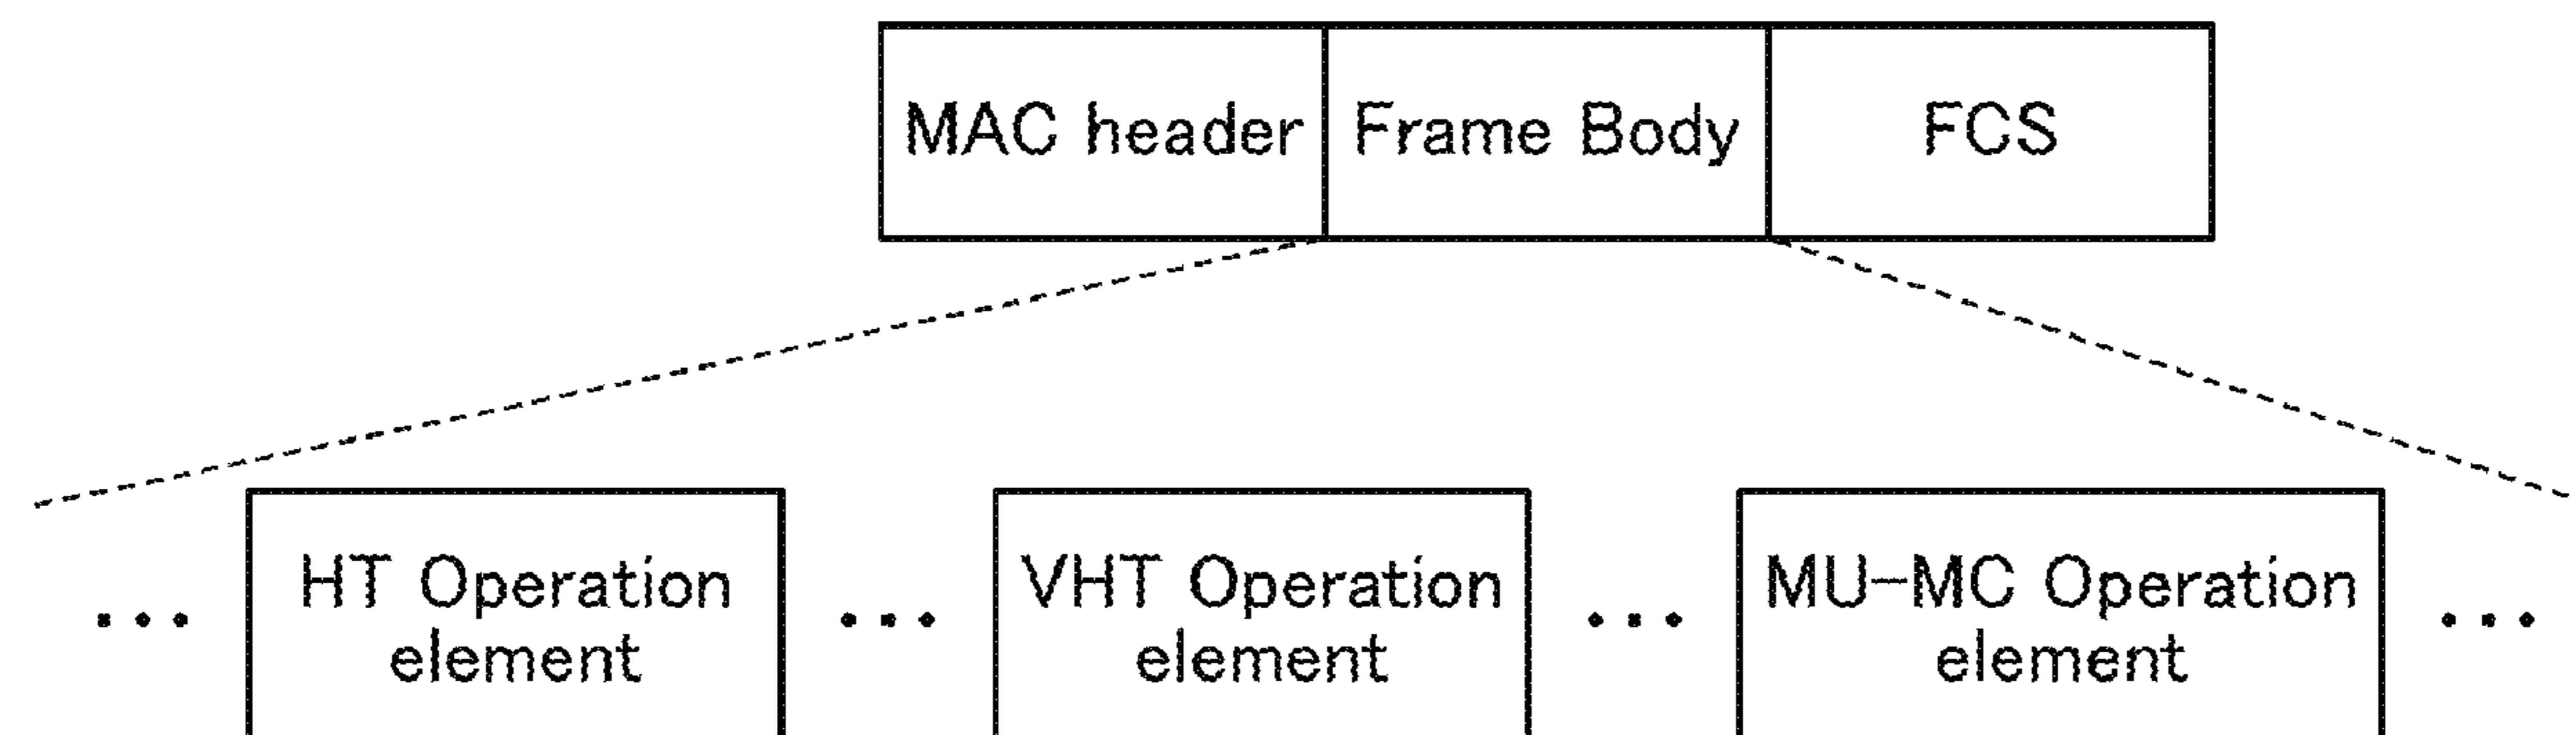 MAC header Frame Body FCS
... HT Operation ... VHT Operation ... MU-MC Operation ...
element element element